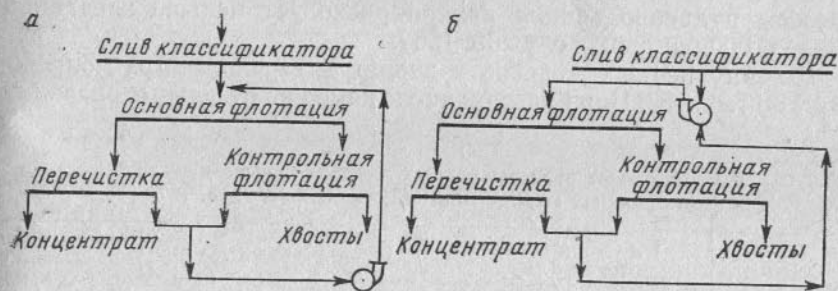 а
Слив классификатора
Основная флотация
Перечистка
Контрольная
флотация
Концентрат
Хвосты
б
Слив классификатора
Основная флотация
Перечистка
Контрольная
флотация
Концентрат
Хвосты